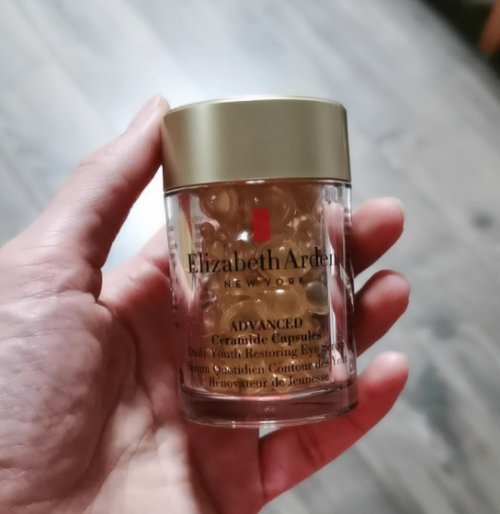 Elizabeth Arden
NEW YORK
ADVANCED
Ceramide Capsules
Daily Youth Restoring Eye
Sérum Quotidien Contour des Yeux
Rénovateur de Jeunesse